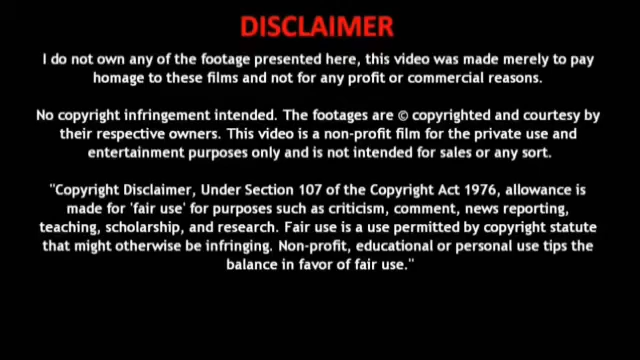 DISCLAIMER
I do not own any of the footage presented here, this video was made merely to pay
homage to these films and not for any profit or commercial reasons.
No copyright infringement intended. The footages are © copyrighted and courtesy by
their respective owners. This video is a non-profit film for the private use and
entertainment purposes only and is not intended for sales or any sort.
"Copyright Disclaimer, Under Section 107 of the Copyright Act 1976, allowance is
made for 'fair use' for purposes such as criticism, comment, news reporting,
teaching, scholarship, and research. Fair use is a use permitted by copyright statute
that might otherwise be infringing. Non-profit, educational or personal use tips the
balance in favor of fair use."